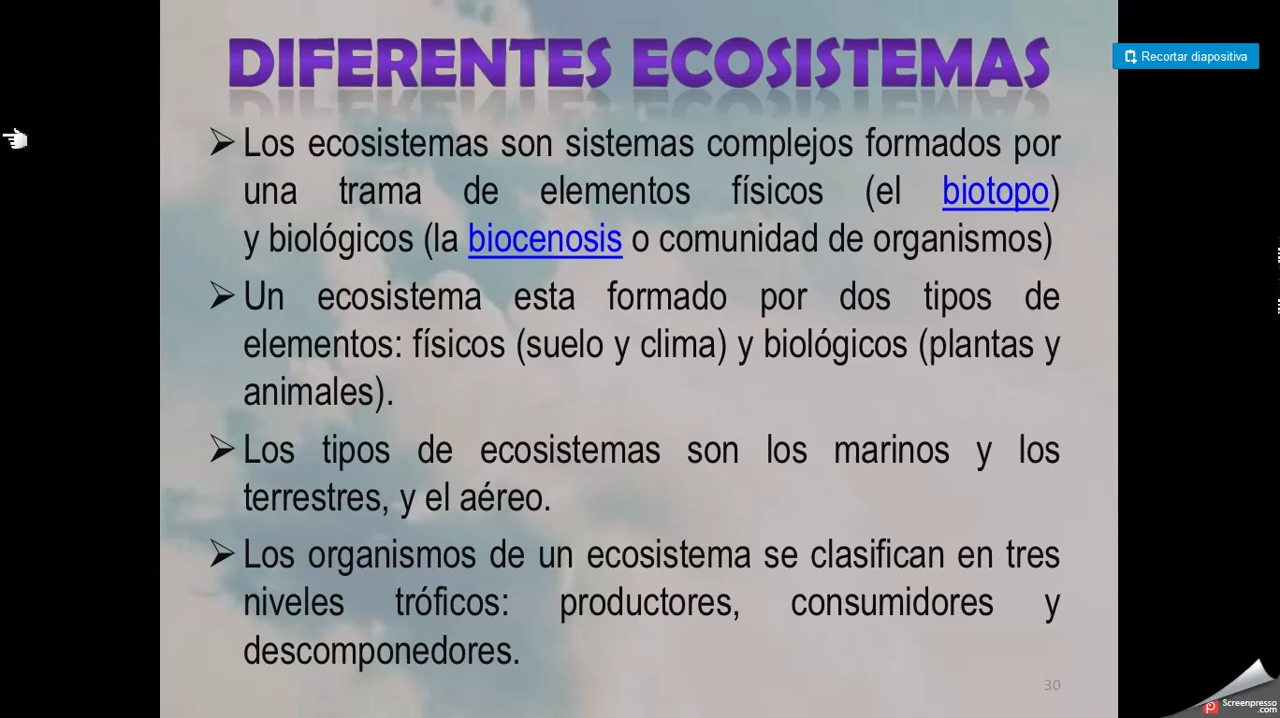 DIFERENTES ECOSISTEMAS
Recortar diapositiva
Los ecosistemas son sistemas complejos formados por
una trama de elementos físicos (el biotopo)
y biológicos (la biocenosis o comunidad de organismos)
Un ecosistema esta formado por dos tipos de
elementos: físicos (suelo y clima) y biológicos (plantas y
animales).
Los tipos de ecosistemas son los marinos y los
terrestres, y el aéreo.
Los organismos de un ecosistema se clasifican en tres
niveles tróficos: productores, consumidores y
descomponedores.
30
Screenpresso
.com